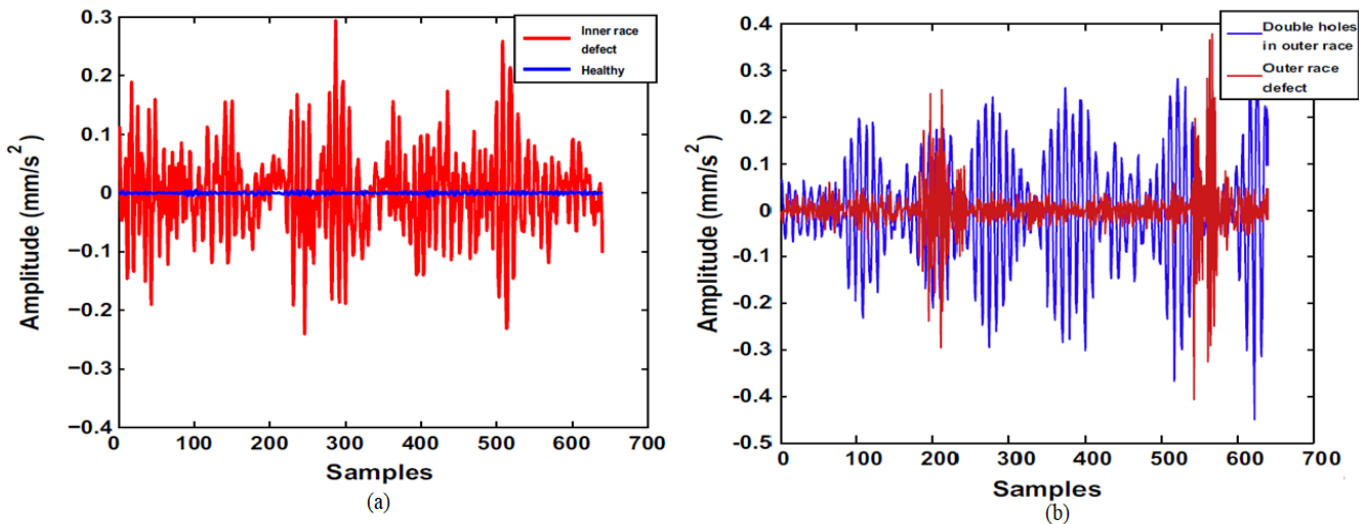 Inner race
defect
Healthy
Amplitude (mm/s²)
0.3
0.2
0.1
0
−0.1
−0.2
−0.3
−0.4
0 100 200 300 400 500 600 700
Samples
(a)
Double holes
in outer race
Outer race
defect
Amplitude (mm/s²)
0.4
0.3
0.2
0.1
0
-0.1
-0.2
-0.3
-0.4
-0.5
0 100 200 300 400 500 600 700
Samples
(b)